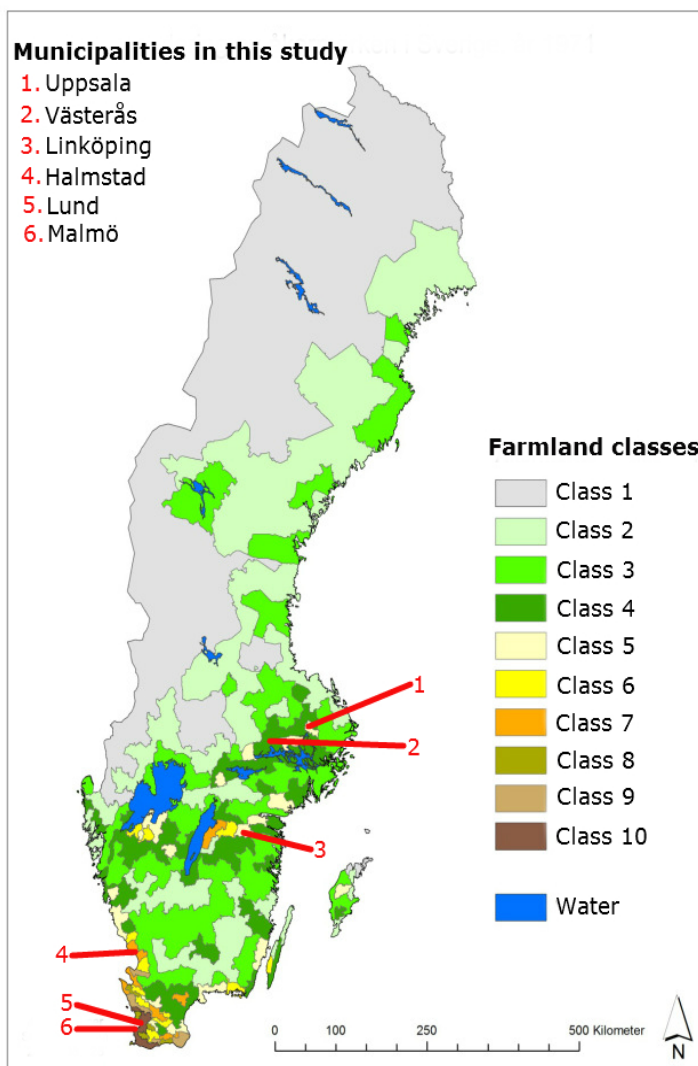 Municipalities in this study
1. Uppsala
2. Västerås
3. Linköping
4. Halmstad
5. Lund
6. Malmö
Farmland classes
Class 1
Class 2
Class 3
Class 4
Class 5
Class 6
Class 7
Class 8
Class 9
Class 10
Water
1
2
3
4
5
6
0 100 250 500 Kilometer
N